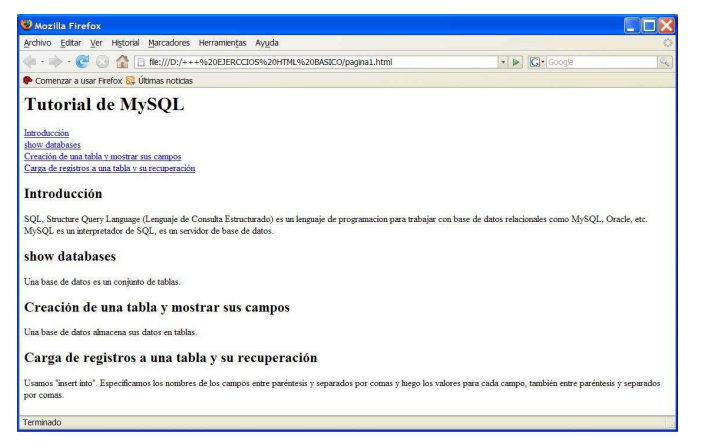 Mozilla Firefox
Archivo Editar Ver Historial Marcadores Herramientas Ayuda
file:///D:/+++%20EJERCCIOS%20HTML%20BASICO/pagina1.html
G Google
Comenzar a usar Firefox Últimas noticias
Tutorial de MySQL
Introducción
show databases
Creación de una tabla y mostrar sus campos
Carga de registros a una tabla y su recuperación
Introducción
SQL, Structure Query Language (Lenguaje de Consulta Estructurado) es un lenguaje de programacion para trabajar con base de datos relacionales como MySQL, Oracle, etc.
MySQL es un interpretador de SQL, es un servidor de base de datos.
show databases
Una base de datos es un conjunto de tablas.
Creación de una tabla y mostrar sus campos
Una base de datos almacena sus datos en tablas.
Carga de registros a una tabla y su recuperación
Usamos "insert into". Especificamos los nombres de los campos entre paréntesis y separados por comas y luego los valores para cada campo, también entre paréntesis y separados
por comas.
Terminado